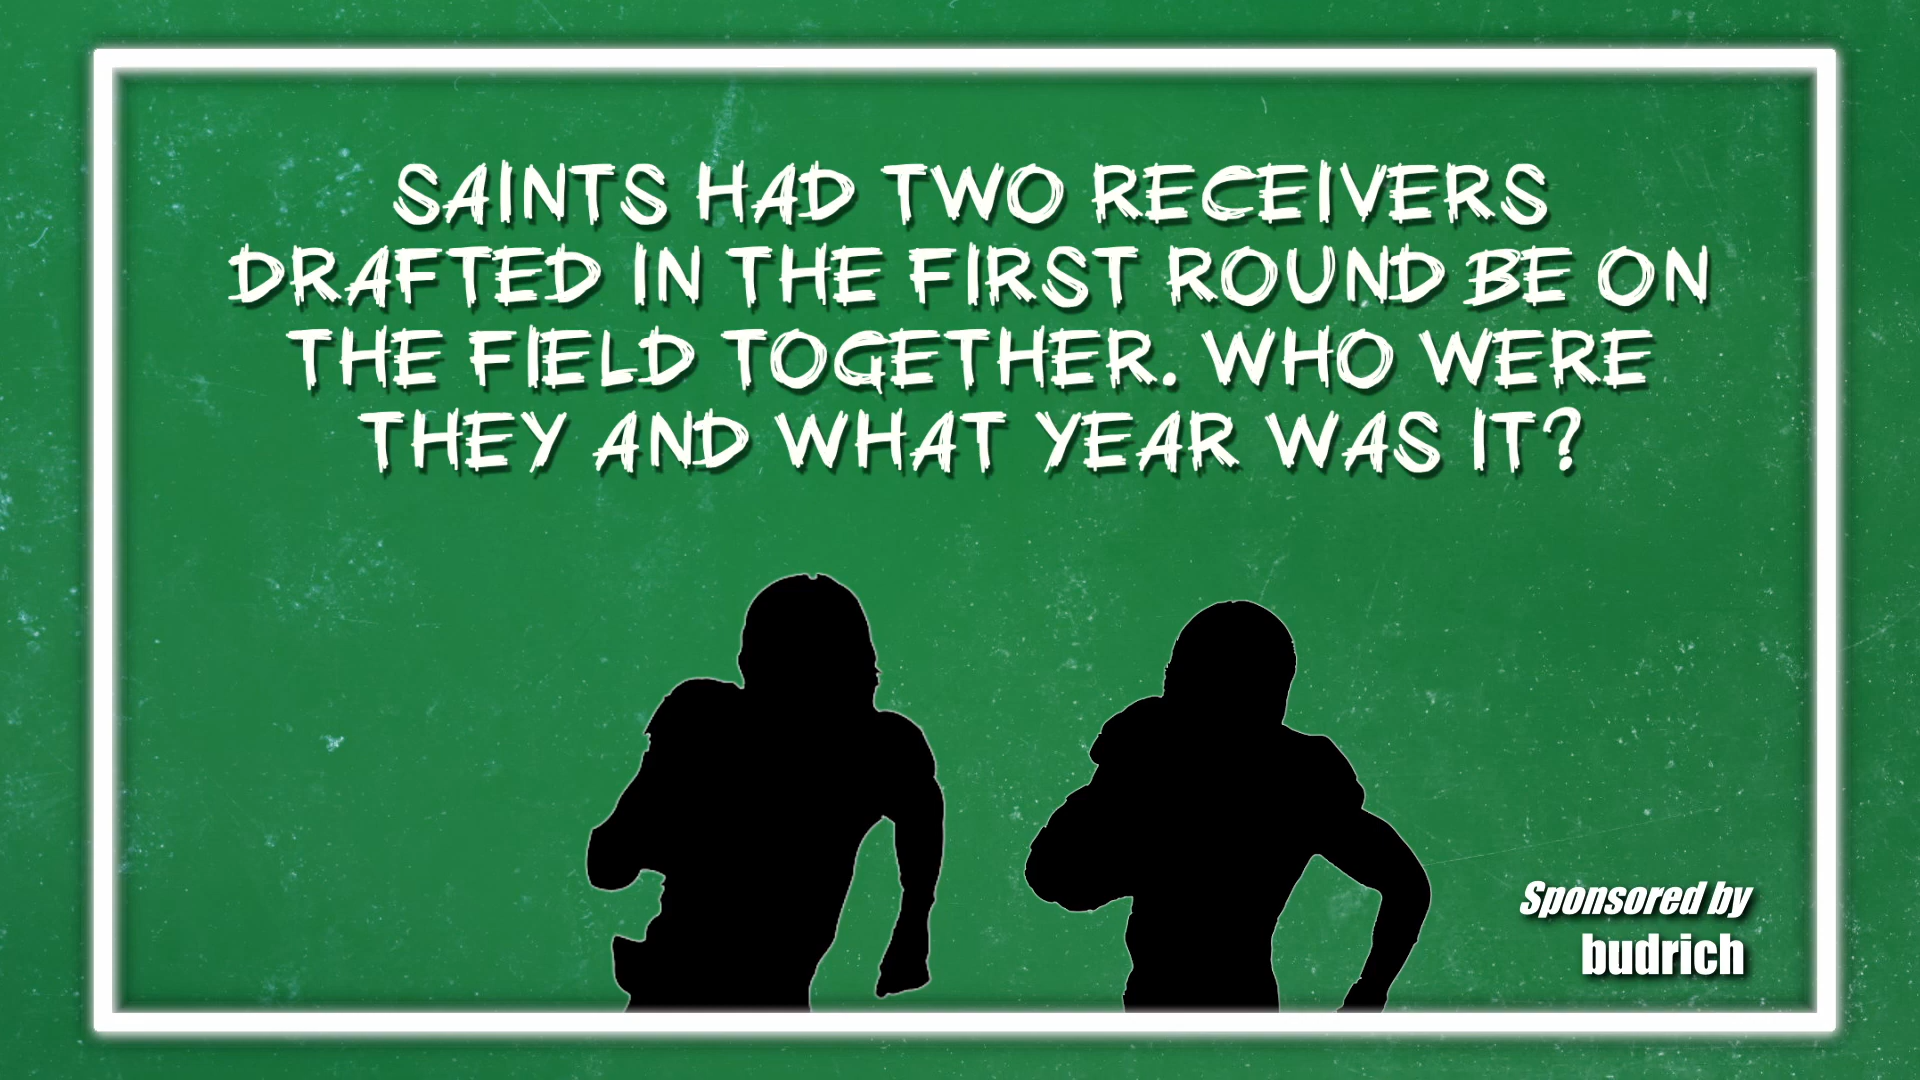 SAINTS HAD TWO RECEIVERS
DRAFTED IN THE FIRST ROUND BE ON
THE FIELD TOGETHER. WHO WERE
THEY AND WHAT YEAR WAS IT?
Sponsored by
budrich